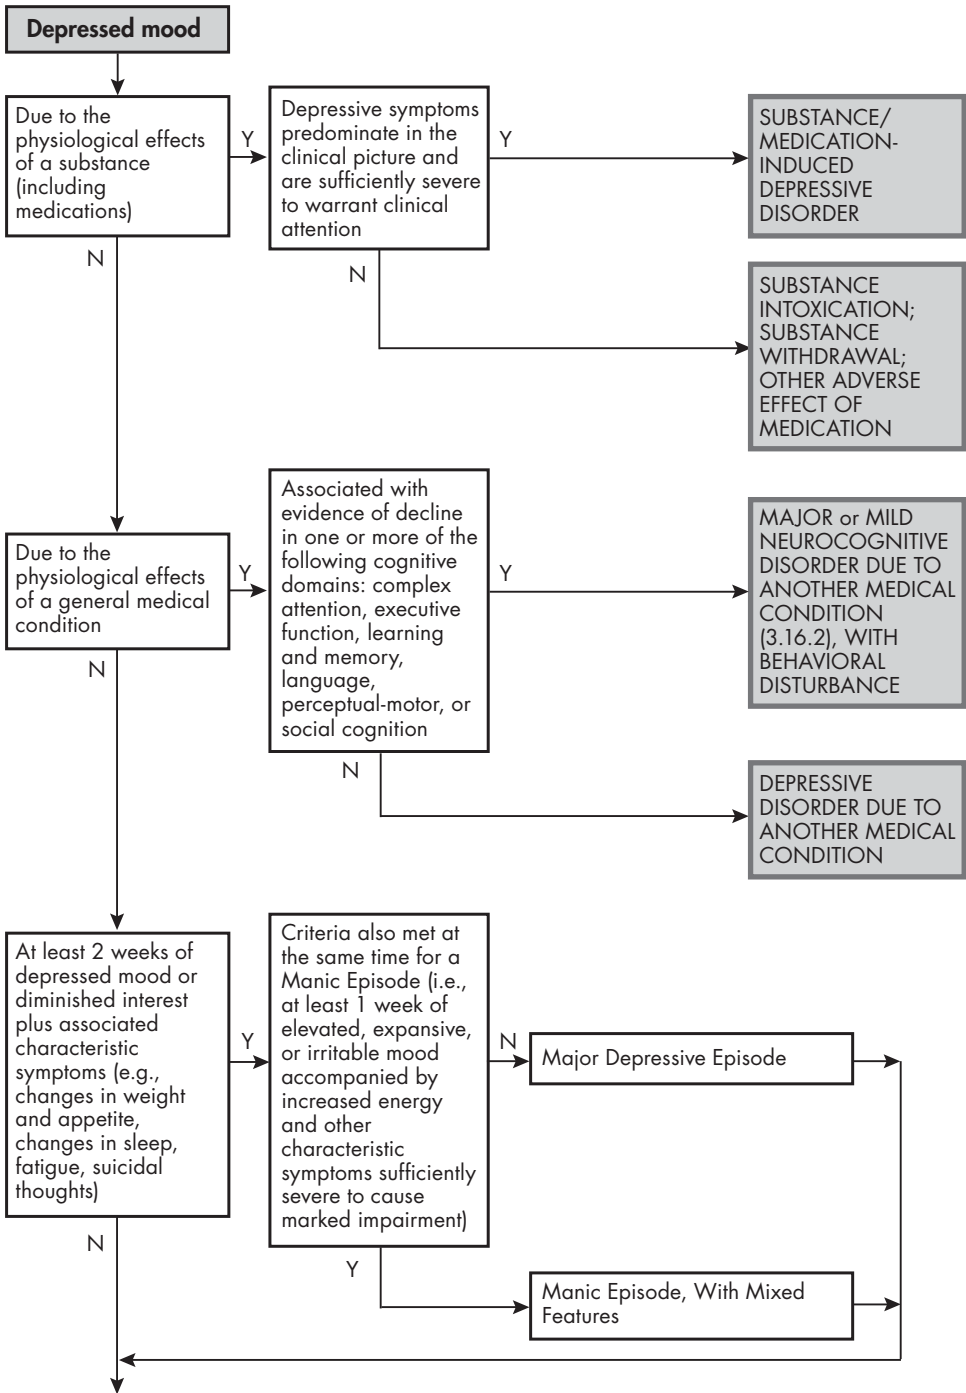 Depressed mood
Due to the
physiological effects
of a substance
(including
medications)
Y
Depressive symptoms
predominate in the
clinical picture and
are sufficiently severe
to warrant clinical
attention
Y
SUBSTANCE/
MEDICATION-
INDUCED
DEPRESSIVE
DISORDER
N
N
SUBSTANCE
INTOXICATION;
SUBSTANCE
WITHDRAWAL;
OTHER ADVERSE
EFFECT OF
MEDICATION
Due to the
physiological effects
of a general medical
condition
Y
Associated with
evidence of decline
in one or more of the
following cognitive
domains: complex
attention, executive
function, learning
and memory,
language,
perceptual-motor, or
social cognition
Y
MAJOR or MILD
NEUROCOGNITIVE
DISORDER DUE TO
ANOTHER MEDICAL
CONDITION
(3.16.2), WITH
BEHAVIORAL
DISTURBANCE
N
N
DEPRESSIVE
DISORDER DUE TO
ANOTHER MEDICAL
CONDITION
At least 2 weeks of
depressed mood or
diminished interest
plus associated
characteristic
symptoms (e.g.,
changes in weight
and appetite,
changes in sleep,
fatigue, suicidal
thoughts)
Y
Criteria also met at
the same time for a
Manic Episode (i.e.,
at least 1 week of
elevated, expansive,
or irritable mood
accompanied by
increased energy
and other
characteristic
symptoms sufficiently
severe to cause
marked impairment)
N
Major Depressive Episode
N
Y
Manic Episode, With Mixed
Features